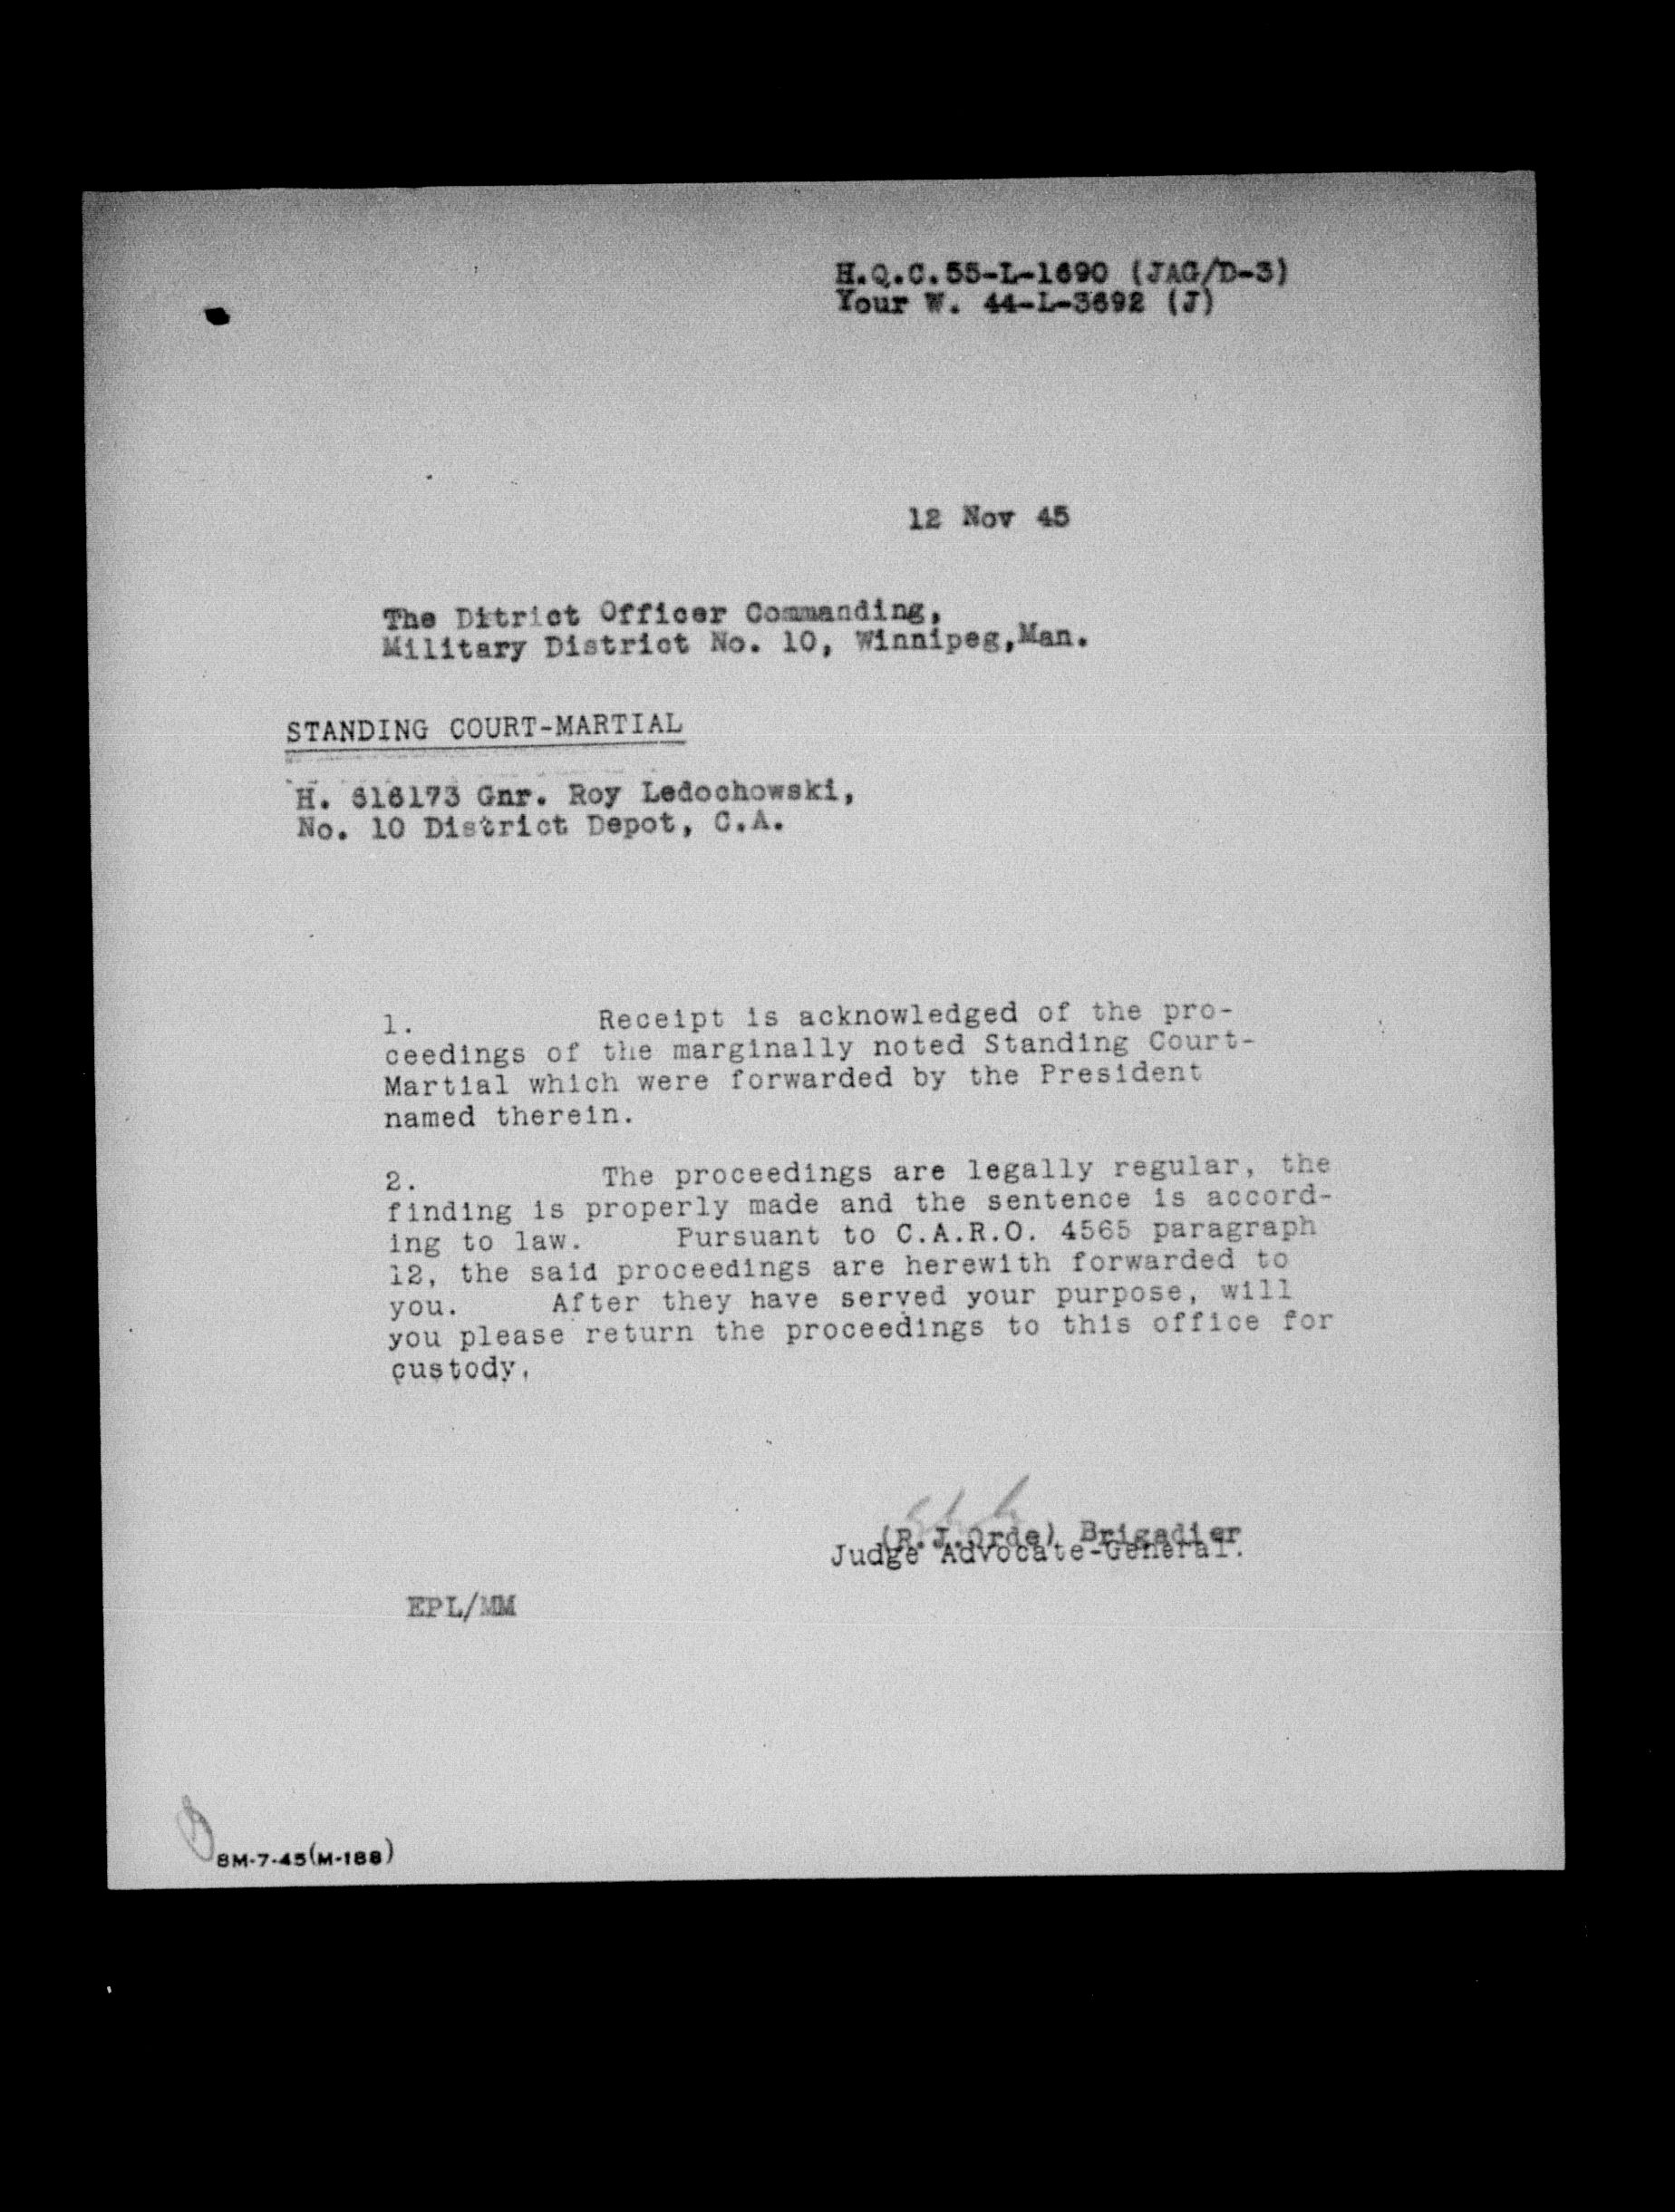 H.Q.C.55-L-1690 (JAG/D-3)
Your W. 44-L-3692 (J)
12 Nov 45
The Ditrict Officer Commanding,
Military District No. 10, Winnipeg,Man.
STANDING COURT-MARTIAL
H. 616173 Gnr. Roy Ledochowski,
No. 10 District Depot, C.A.
1. Receipt is acknowledged of the pro-
ceedings of the marginally noted Standing Court-
Martial which were forwarded by the President
named therein.
2. The proceedings are legally regular, the
finding is properly made and the sentence is accord-
ing to law. Pursuant to C.A.R.O. 4565 paragraph
12, the said proceedings are herewith forwarded to
you. After they have served your purpose, will
you please return the proceedings to this office for
custody.
(R.J.Orde) Brigadier
Judge Advocate-General.
EPL/MM
8M-7-45(M-188)